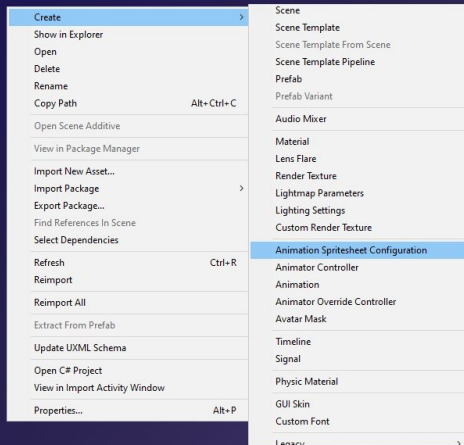 Create
Show in Explorer
Open
Delete
Rename
Copy Path Alt+Ctrl+C
Open Scene Additive
View in Package Manager
Import New Asset...
Import Package
Export Package...
Find References In Scene
Select Dependencies
Refresh Ctrl+R
Reimport
Reimport All
Extract From Prefab
Update UXML Schema
Open C# Project
View in Import Activity Window
Properties... Alt+P
Scene
Scene Template
Scene Template From Scene
Scene Template Pipeline
Prefab
Prefab Variant
Audio Mixer
Material
Lens Flare
Render Texture
Lightmap Parameters
Lighting Settings
Custom Render Texture
Animation Spritesheet Configuration
Animator Controller
Animation
Animator Override Controller
Avatar Mask
Timeline
Signal
Physic Material
GUI Skin
Custom Font
Legacy